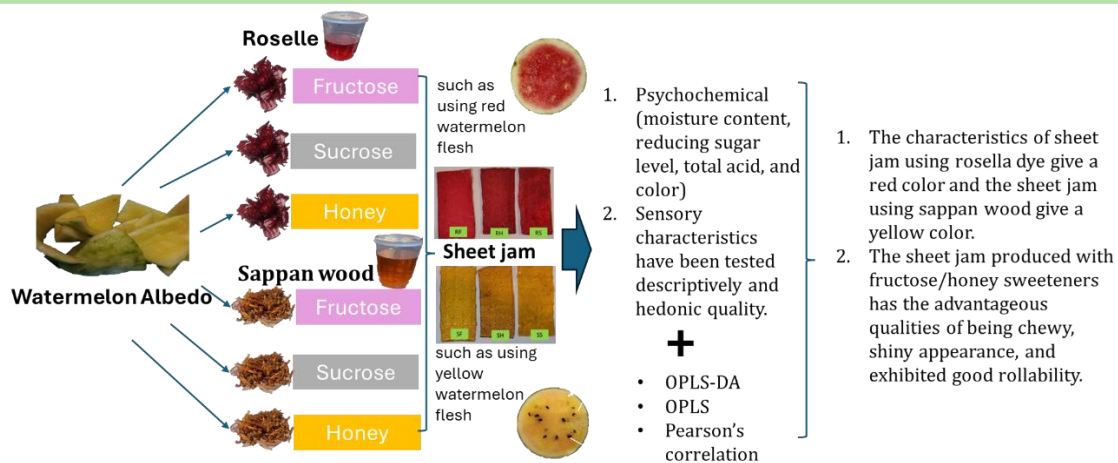 Roselle
Fructose
Sucrose
Honey
Watermelon Albedo
Sappan wood
Fructose
Sucrose
Honey
such as
using red
watermelon
flesh
RF
RH
RS
Sheet jam
SF
SH
SS
such as using
yellow
watermelon
flesh
1. Psychochemical
(moisture content,
reducing sugar
level, total acid, and
color)
2. Sensory
characteristics
have been tested
descriptively and
hedonic quality.
+
• OPLS-DA
• OPLS
• Pearson's
correlation
1. The characteristics of sheet
jam using rosella dye give a
red color and the sheet jam
using sappan wood give a
yellow color.
2. The sheet jam produced with
fructose/honey sweeteners
has the advantageous
qualities of being chewy,
shiny appearance, and
exhibited good rollability.